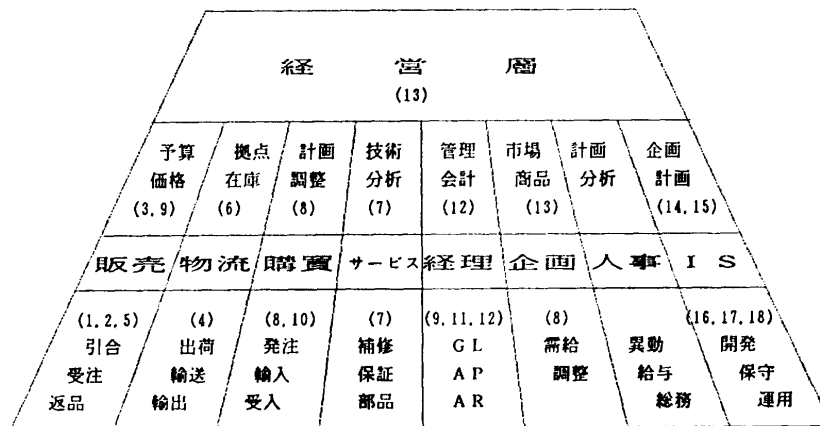 経 営 層
(13)
予算 拠点 計画 技術 管理 市場 計画 企画
価格 在庫 調整 分析 会計 商品 分析 計画
(3,9) (6) (8) (7) (12) (13) (14,15)
販売 物流 購買 サービス 経理 企画 人事 I S
(1,2,5) (4) (8,10) (7) (9,11,12) (8) (16,17,18)
引合 出荷 発注 補修 G L 需給 異動 開発
受注 輸送 輸入 保証 A P 調整 給与 保守
返品 輸出 受入 部品 A R 総務 運用